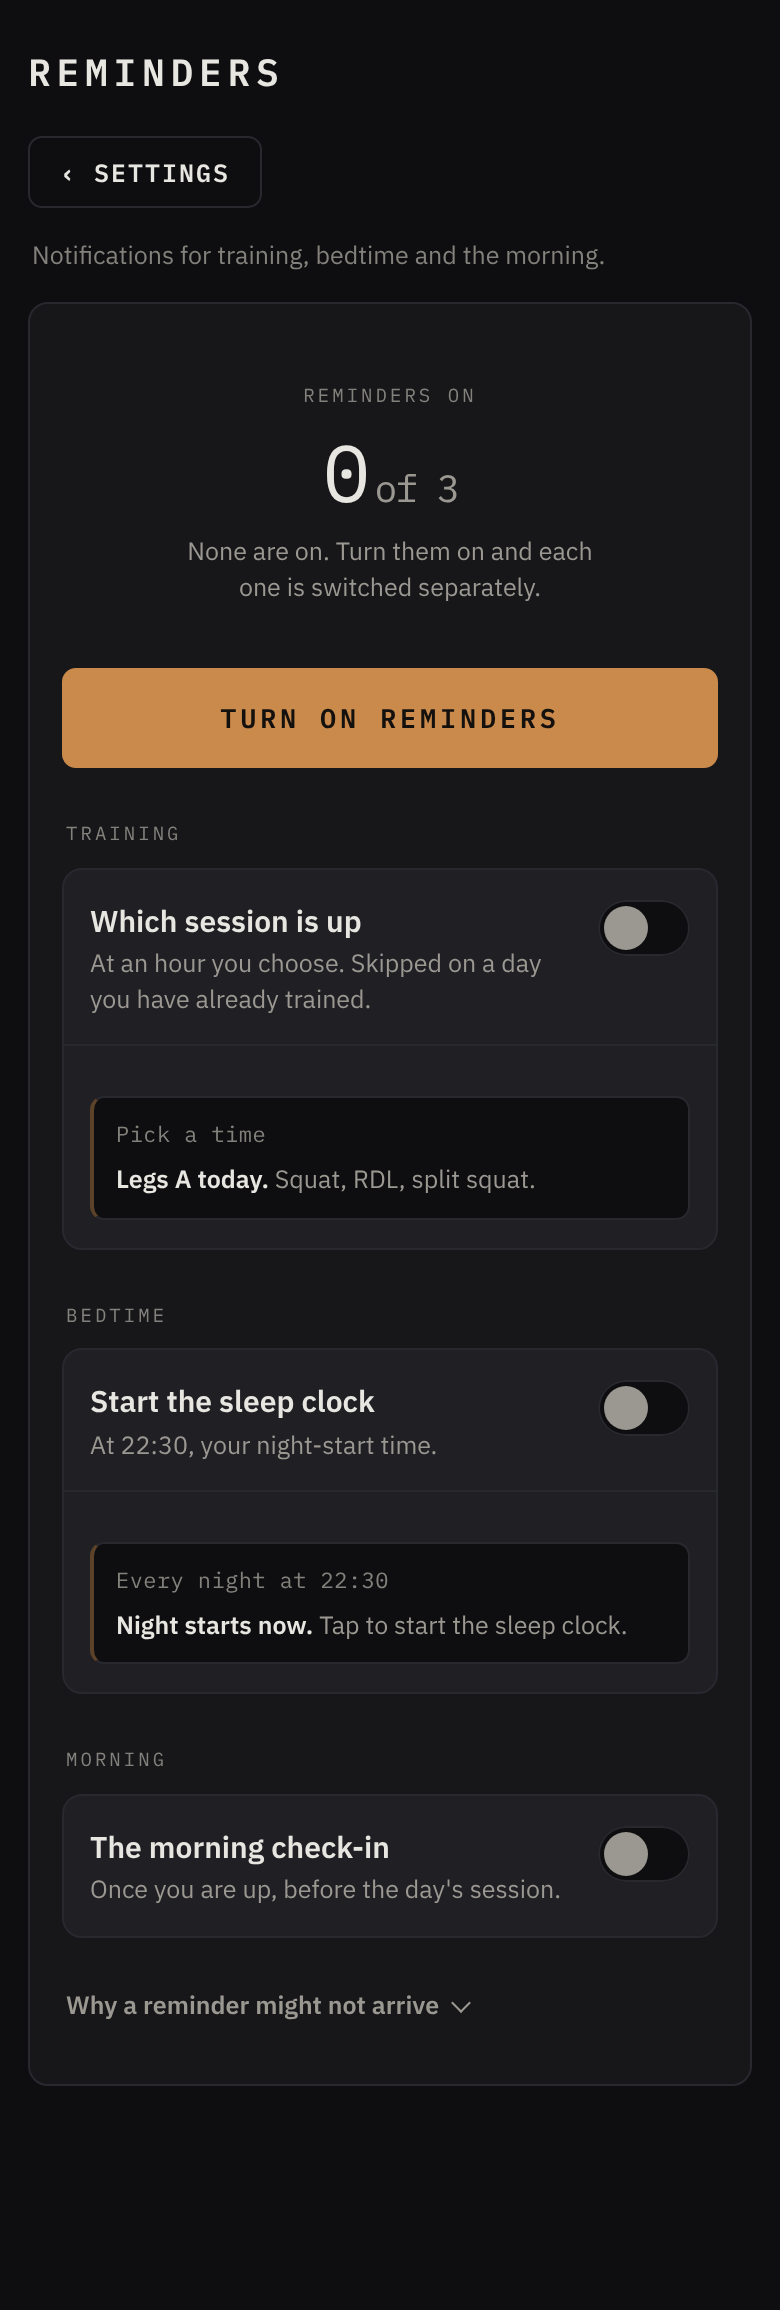 REMINDERS
‹ SETTINGS
Notifications for training, bedtime and the morning.
REMINDERS ON
0 of 3
None are on. Turn them on and each
one is switched separately.
TURN ON REMINDERS
TRAINING
Which session is up
At an hour you choose. Skipped on a day
you have already trained.
Pick a time
Legs A today. Squat, RDL, split squat.
BEDTIME
Start the sleep clock
At 22:30, your night-start time.
Every night at 22:30
Night starts now. Tap to start the sleep clock.
MORNING
The morning check-in
Once you are up, before the day's session.
Why a reminder might not arrive